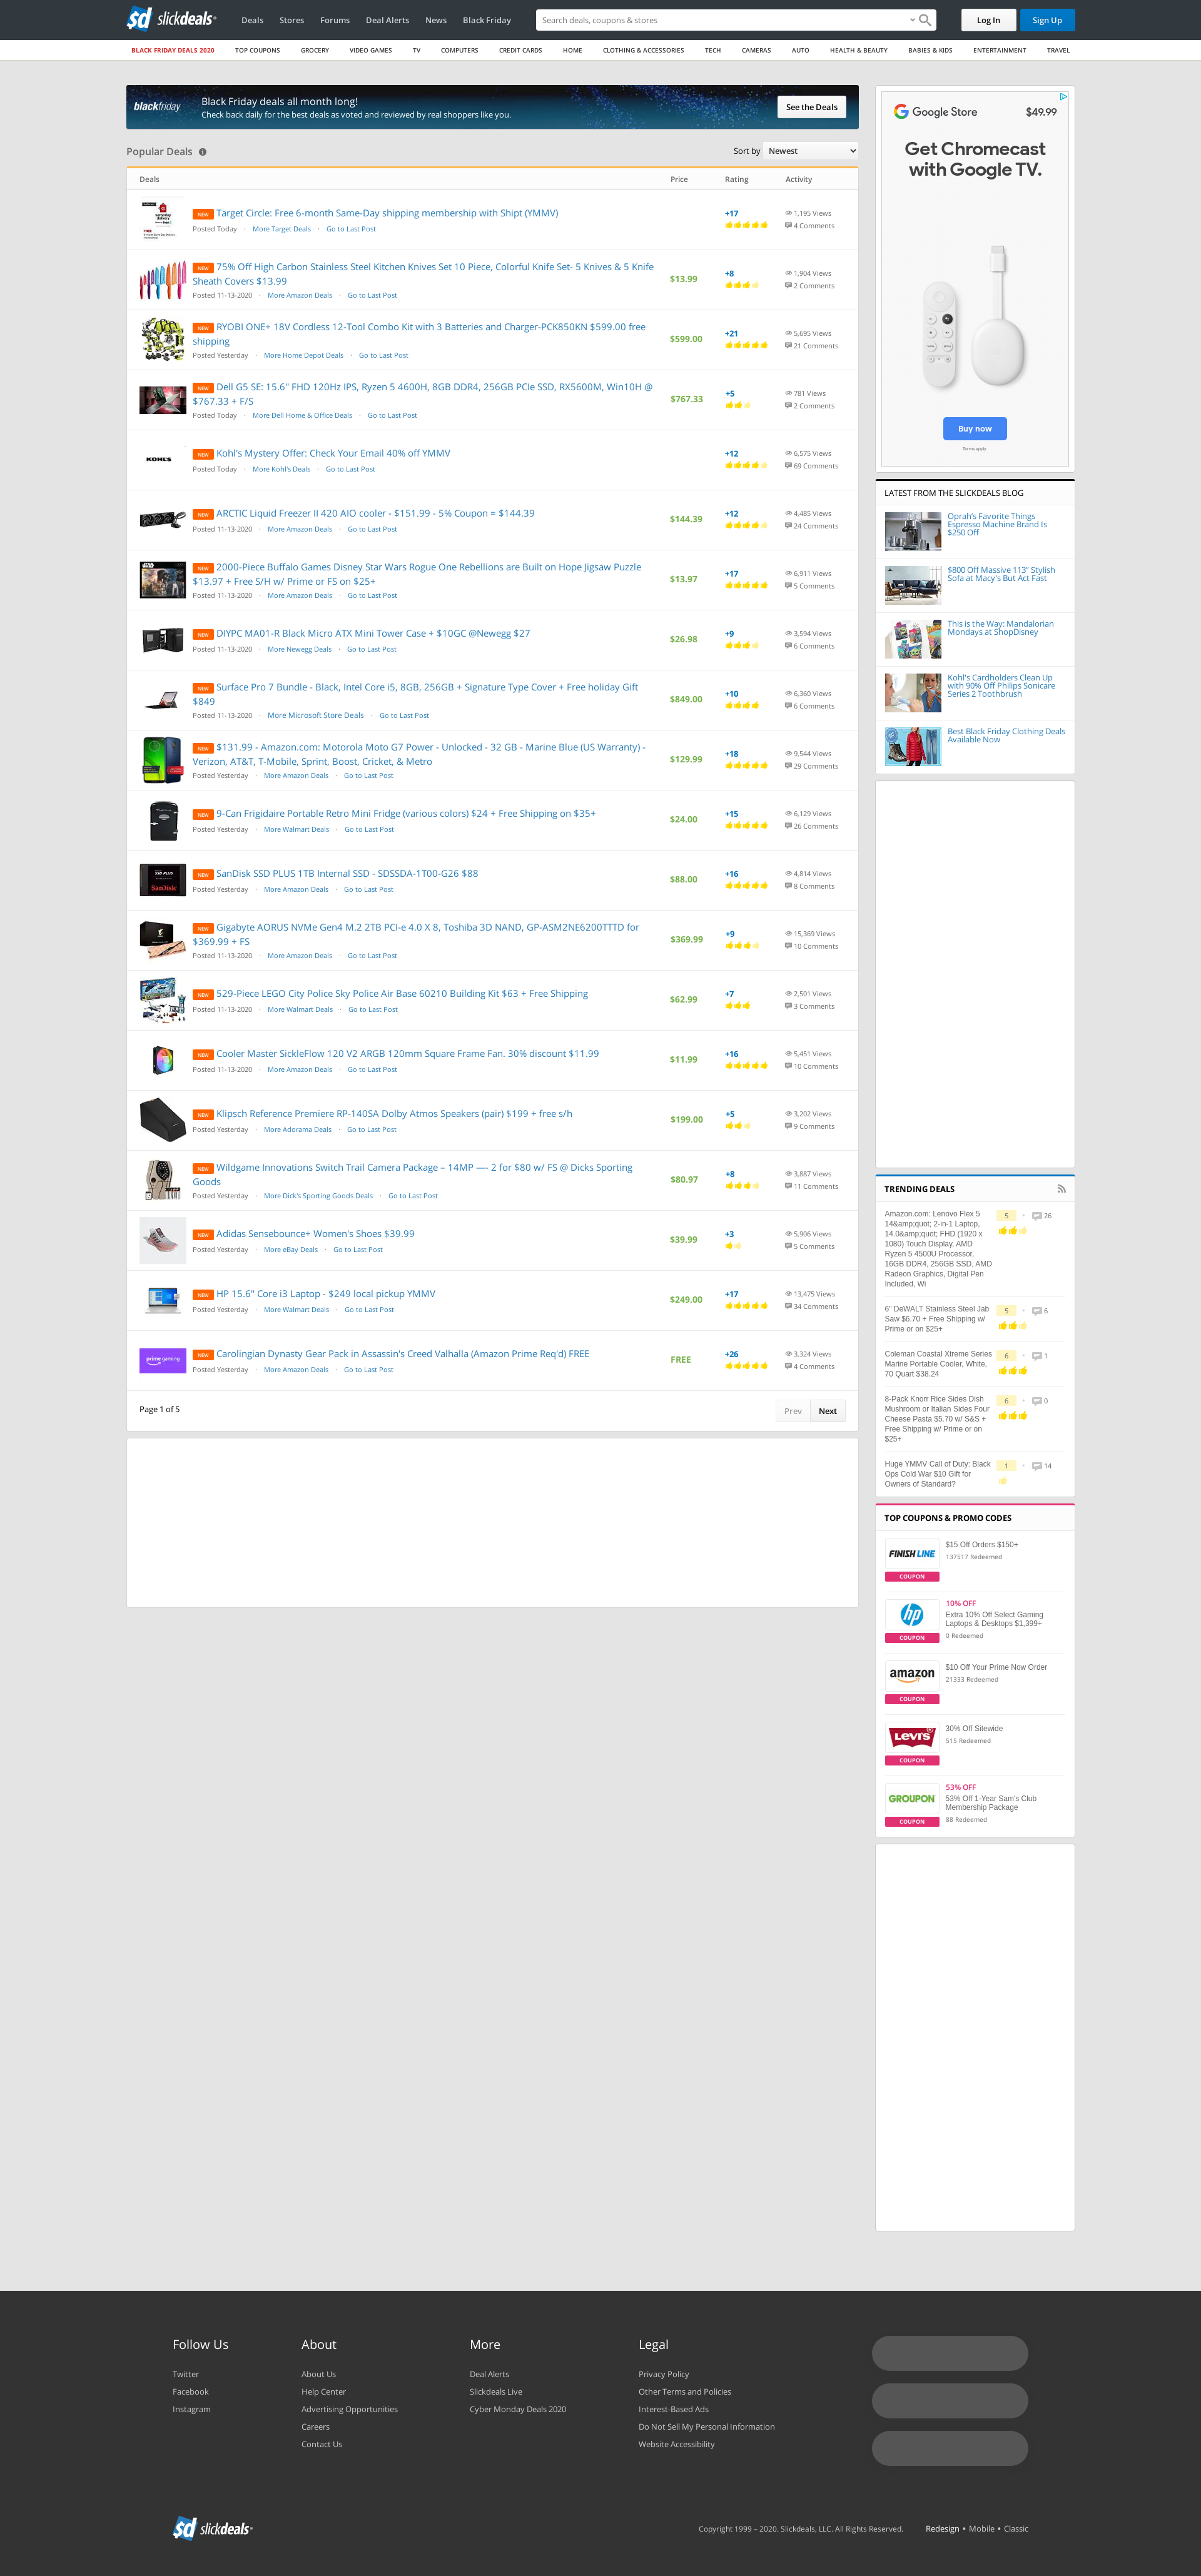 sd slickdeals
Deals Stores Forums Deal Alerts News Black Friday
Search deals, coupons & stores
Log In Sign Up
BLACK FRIDAY DEALS 2020 TOP COUPONS GROCERY VIDEO GAMES TV COMPUTERS CREDIT CARDS HOME CLOTHING & ACCESSORIES TECH CAMERAS AUTO HEALTH & BEAUTY BABIES & KIDS ENTERTAINMENT TRAVEL
blackfriday
Black Friday deals all month long!
Check back daily for the best deals as voted and reviewed by real shoppers like you.
See the Deals
Popular Deals
Sort by Newest
Deals Price Rating Activity
NEW Target Circle: Free 6-month Same-Day shipping membership with Shipt (YMMV)
Posted Today • More Target Deals • Go to Last Post
+17
1,195 Views
4 Comments
NEW 75% Off High Carbon Stainless Steel Kitchen Knives Set 10 Piece, Colorful Knife Set- 5 Knives & 5 Knife
Sheath Covers $13.99
Posted 11-13-2020 • More Amazon Deals • Go to Last Post
$13.99
+8
1,904 Views
2 Comments
NEW RYOBI ONE+ 18V Cordless 12-Tool Combo Kit with 3 Batteries and Charger-PCK850KN $599.00 free
shipping
Posted Yesterday • More Home Depot Deals • Go to Last Post
$599.00
+21
5,695 Views
21 Comments
NEW Dell G5 SE: 15.6" FHD 120Hz IPS, Ryzen 5 4600H, 8GB DDR4, 256GB PCIe SSD, RX5600M, Win10H @
$767.33 + F/S
Posted Today • More Dell Home & Office Deals • Go to Last Post
$767.33
+5
781 Views
2 Comments
KOHL'S
NEW Kohl's Mystery Offer: Check Your Email 40% off YMMV
Posted Today • More Kohl's Deals • Go to Last Post
+12
6,575 Views
69 Comments
NEW ARCTIC Liquid Freezer II 420 AIO cooler - $151.99 - 5% Coupon = $144.39
Posted 11-13-2020 • More Amazon Deals • Go to Last Post
$144.39
+12
4,485 Views
24 Comments
NEW 2000-Piece Buffalo Games Disney Star Wars Rogue One Rebellions are Built on Hope Jigsaw Puzzle
$13.97 + Free S/H w/ Prime or FS on $25+
Posted 11-13-2020 • More Amazon Deals • Go to Last Post
$13.97
+17
6,911 Views
5 Comments
NEW DIYPC MA01-R Black Micro ATX Mini Tower Case + $10GC @Newegg $27
Posted 11-13-2020 • More Newegg Deals • Go to Last Post
$26.98
+9
3,594 Views
6 Comments
NEW Surface Pro 7 Bundle - Black, Intel Core i5, 8GB, 256GB + Signature Type Cover + Free holiday Gift
$849
Posted 11-13-2020 • More Microsoft Store Deals • Go to Last Post
$849.00
+10
6,360 Views
6 Comments
NEW $131.99 - Amazon.com: Motorola Moto G7 Power - Unlocked - 32 GB - Marine Blue (US Warranty) -
Verizon, AT&T, T-Mobile, Sprint, Boost, Cricket, & Metro
Posted Yesterday • More Amazon Deals • Go to Last Post
$129.99
+18
9,544 Views
29 Comments
NEW 9-Can Frigidaire Portable Retro Mini Fridge (various colors) $24 + Free Shipping on $35+
Posted Yesterday • More Walmart Deals • Go to Last Post
$24.00
+15
6,129 Views
26 Comments
SSD PLUS
SanDisk
NEW SanDisk SSD PLUS 1TB Internal SSD - SDSSDA-1T00-G26 $88
Posted Yesterday • More Amazon Deals • Go to Last Post
$88.00
+16
4,814 Views
8 Comments
NEW Gigabyte AORUS NVMe Gen4 M.2 2TB PCI-e 4.0 X 8, Toshiba 3D NAND, GP-ASM2NE6200TTTD for
$369.99 + FS
Posted 11-13-2020 • More Amazon Deals • Go to Last Post
$369.99
+9
15,369 Views
10 Comments
NEW 529-Piece LEGO City Police Sky Police Air Base 60210 Building Kit $63 + Free Shipping
Posted 11-13-2020 • More Walmart Deals • Go to Last Post
$62.99
+7
2,501 Views
3 Comments
NEW Cooler Master SickleFlow 120 V2 ARGB 120mm Square Frame Fan. 30% discount $11.99
Posted 11-13-2020 • More Amazon Deals • Go to Last Post
$11.99
+16
5,451 Views
10 Comments
NEW Klipsch Reference Premiere RP-140SA Dolby Atmos Speakers (pair) $199 + free s/h
Posted Yesterday • More Adorama Deals • Go to Last Post
$199.00
+5
3,202 Views
9 Comments
NEW Wildgame Innovations Switch Trail Camera Package – 14MP —- 2 for $80 w/ FS @ Dicks Sporting
Goods
Posted Yesterday • More Dick's Sporting Goods Deals • Go to Last Post
$80.97
+8
3,887 Views
11 Comments
NEW Adidas Sensebounce+ Women's Shoes $39.99
Posted Yesterday • More eBay Deals • Go to Last Post
$39.99
+3
5,906 Views
5 Comments
NEW HP 15.6" Core i3 Laptop - $249 local pickup YMMV
Posted Yesterday • More Walmart Deals • Go to Last Post
$249.00
+17
13,475 Views
34 Comments
prime gaming
NEW Carolingian Dynasty Gear Pack in Assassin's Creed Valhalla (Amazon Prime Req'd) FREE
Posted Yesterday • More Amazon Deals • Go to Last Post
FREE
+26
3,324 Views
4 Comments
Page 1 of 5
Prev Next
Google Store $49.99
Get Chromecast
with Google TV.
Buy now
Terms apply.
LATEST FROM THE SLICKDEALS BLOG
Oprah's Favorite Things
Espresso Machine Brand Is
$250 Off
$800 Off Massive 113" Stylish
Sofa at Macy's But Act Fast
This is the Way: Mandalorian
Mondays at ShopDisney
Kohl's Cardholders Clean Up
with 90% Off Philips Sonicare
Series 2 Toothbrush
Best Black Friday Clothing Deals
Available Now
TRENDING DEALS
Amazon.com: Lenovo Flex 5
14&amp;quot; 2-in-1 Laptop,
14.0&amp;quot; FHD (1920 x
1080) Touch Display, AMD
Ryzen 5 4500U Processor,
16GB DDR4, 256GB SSD, AMD
Radeon Graphics, Digital Pen
Included, Wi
5 • 26
6" DeWALT Stainless Steel Jab
Saw $6.70 + Free Shipping w/
Prime or on $25+
5 • 6
Coleman Coastal Xtreme Series
Marine Portable Cooler, White,
70 Quart $38.24
6 • 1
8-Pack Knorr Rice Sides Dish
Mushroom or Italian Sides Four
Cheese Pasta $5.70 w/ S&S +
Free Shipping w/ Prime or on
$25+
6 • 0
Huge YMMV Call of Duty: Black
Ops Cold War $10 Gift for
Owners of Standard?
1 • 14
TOP COUPONS & PROMO CODES
FINISH LINE
COUPON
$15 Off Orders $150+
137517 Redeemed
hp
COUPON
10% OFF
Extra 10% Off Select Gaming
Laptops & Desktops $1,399+
0 Redeemed
amazon
COUPON
$10 Off Your Prime Now Order
21333 Redeemed
LEVI'S
COUPON
30% Off Sitewide
515 Redeemed
GROUPON
COUPON
53% OFF
53% Off 1-Year Sam's Club
Membership Package
88 Redeemed
Follow Us
Twitter
Facebook
Instagram
About
About Us
Help Center
Advertising Opportunities
Careers
Contact Us
More
Deal Alerts
Slickdeals Live
Cyber Monday Deals 2020
Legal
Privacy Policy
Other Terms and Policies
Interest-Based Ads
Do Not Sell My Personal Information
Website Accessibility
sd slickdeals
Copyright 1999 – 2020. Slickdeals, LLC. All Rights Reserved. Redesign • Mobile • Classic